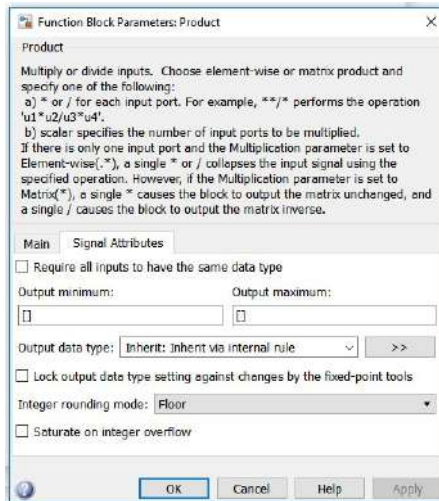 Function Block Parameters: Product
Product
Multiply or divide inputs. Choose element-wise or matrix product and
specify one of the following:
a) * or / for each input port. For example, **/* performs the operation
'u1*u2/u3*u4'.
b) scalar specifies the number of input ports to be multiplied.
If there is only one input port and the Multiplication parameter is set to
Element-wise(.*), a single * or / collapses the input signal using the
specified operation. However, if the Multiplication parameter is set to
Matrix(*), a single * causes the block to output the matrix unchanged, and
a single / causes the block to output the matrix inverse.
Main Signal Attributes
Require all inputs to have the same data type
Output minimum: Output maximum:
[] []
Output data type: Inherit: Inherit via internal rule >>
Lock output data type setting against changes by the fixed-point tools
Integer rounding mode: Floor
Saturate on integer overflow
OK Cancel Help Apply